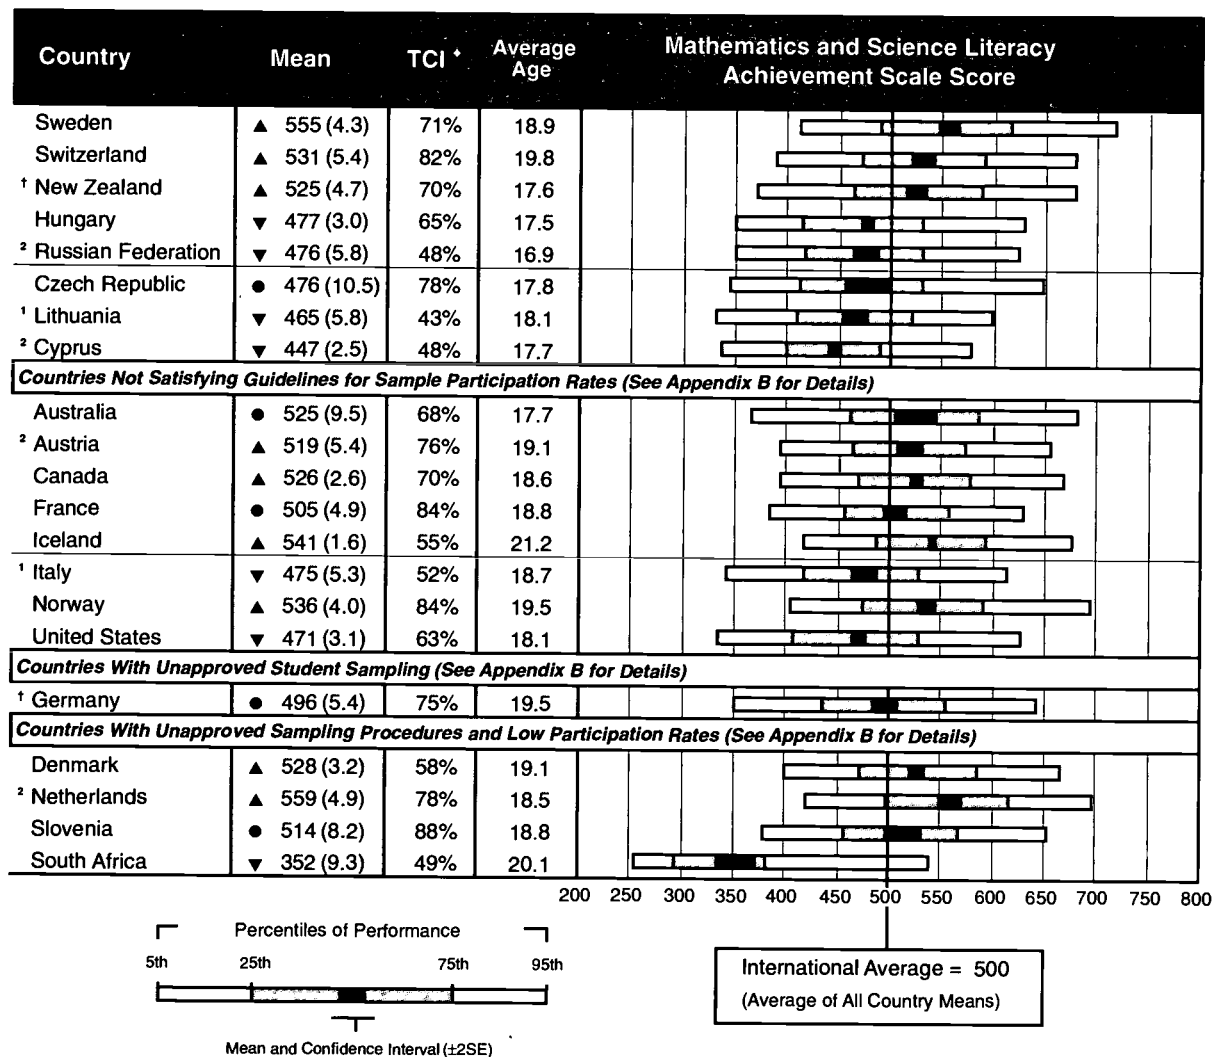 Country Mean TCI ✦ Average Age Mathematics and Science Literacy Achievement Scale Score
Sweden ▲ 555 (4.3) 71% 18.9
Switzerland ▲ 531 (5.4) 82% 19.8
† New Zealand ▲ 525 (4.7) 70% 17.6
Hungary ▼ 477 (3.0) 65% 17.5
² Russian Federation ▼ 476 (5.8) 48% 16.9
Czech Republic ● 476 (10.5) 78% 17.8
¹ Lithuania ▼ 465 (5.8) 43% 18.1
² Cyprus ▼ 447 (2.5) 48% 17.7
Countries Not Satisfying Guidelines for Sample Participation Rates (See Appendix B for Details)
Australia ● 525 (9.5) 68% 17.7
² Austria ▲ 519 (5.4) 76% 19.1
Canada ▲ 526 (2.6) 70% 18.6
France ● 505 (4.9) 84% 18.8
Iceland ▲ 541 (1.6) 55% 21.2
¹ Italy ▼ 475 (5.3) 52% 18.7
Norway ▲ 536 (4.0) 84% 19.5
United States ▼ 471 (3.1) 63% 18.1
Countries With Unapproved Student Sampling (See Appendix B for Details)
† Germany ● 496 (5.4) 75% 19.5
Countries With Unapproved Sampling Procedures and Low Participation Rates (See Appendix B for Details)
Denmark ▲ 528 (3.2) 58% 19.1
² Netherlands ▲ 559 (4.9) 78% 18.5
Slovenia ● 514 (8.2) 88% 18.8
South Africa ▼ 352 (9.3) 49% 20.1
200 250 300 350 400 450 500 550 600 650 700 750 800
Percentiles of Performance
5th 25th 75th 95th
Mean and Confidence Interval (±2SE)
International Average = 500
(Average of All Country Means)